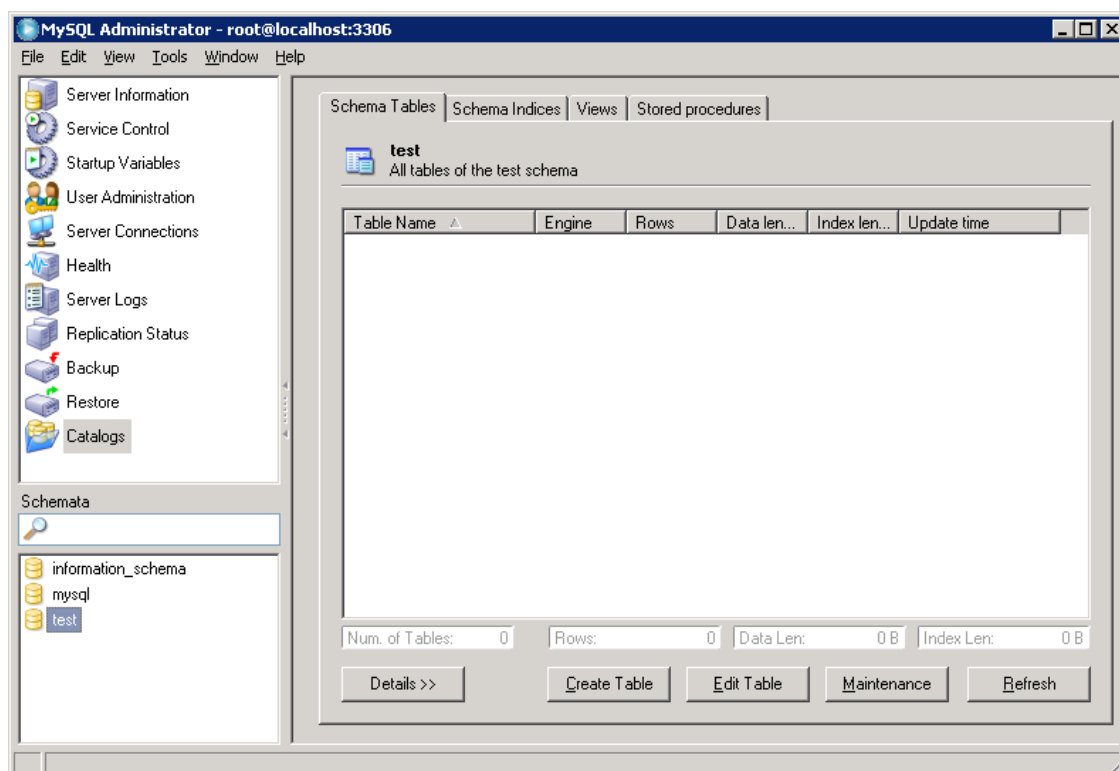 MySQL Administrator - root@localhost:3306
File Edit View Tools Window Help
Server Information
Service Control
Startup Variables
User Administration
Server Connections
Health
Server Logs
Replication Status
Backup
Restore
Catalogs
Schemata
information_schema
mysql
test
Schema Tables Schema Indices Views Stored procedures
test
All tables of the test schema
Table Name Engine Rows Data len... Index len... Update time
Num. of Tables: 0 Rows: 0 Data Len: 0 B Index Len: 0 B
Details >> Create Table Edit Table Maintenance Refresh